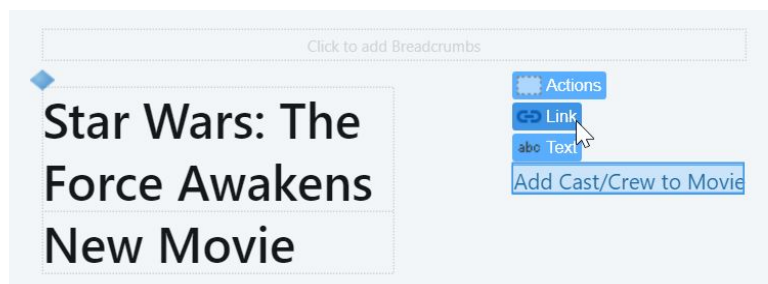 Click to add Breadcrumbs
Star Wars: The
Force Awakens
New Movie
Actions
Link
abc Text
Add Cast/Crew to Movie